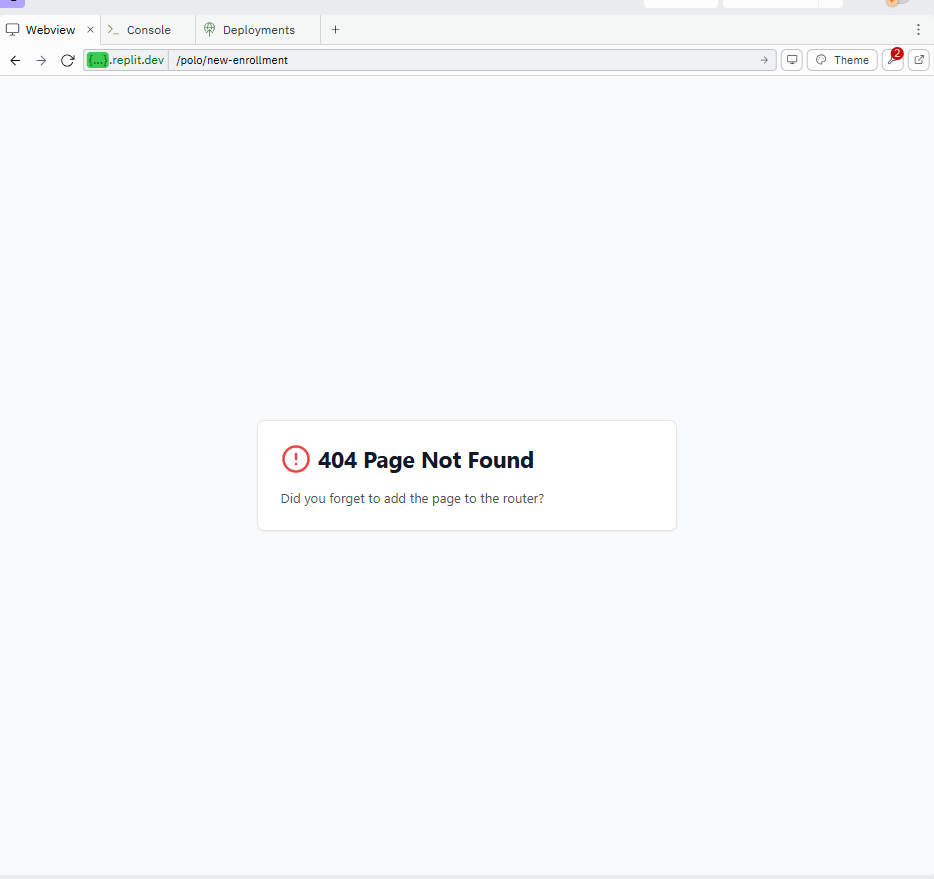 Webview
Console
Deployments
{...}.replit.dev /polo/new-enrollment
Theme
2
404 Page Not Found
Did you forget to add the page to the router?